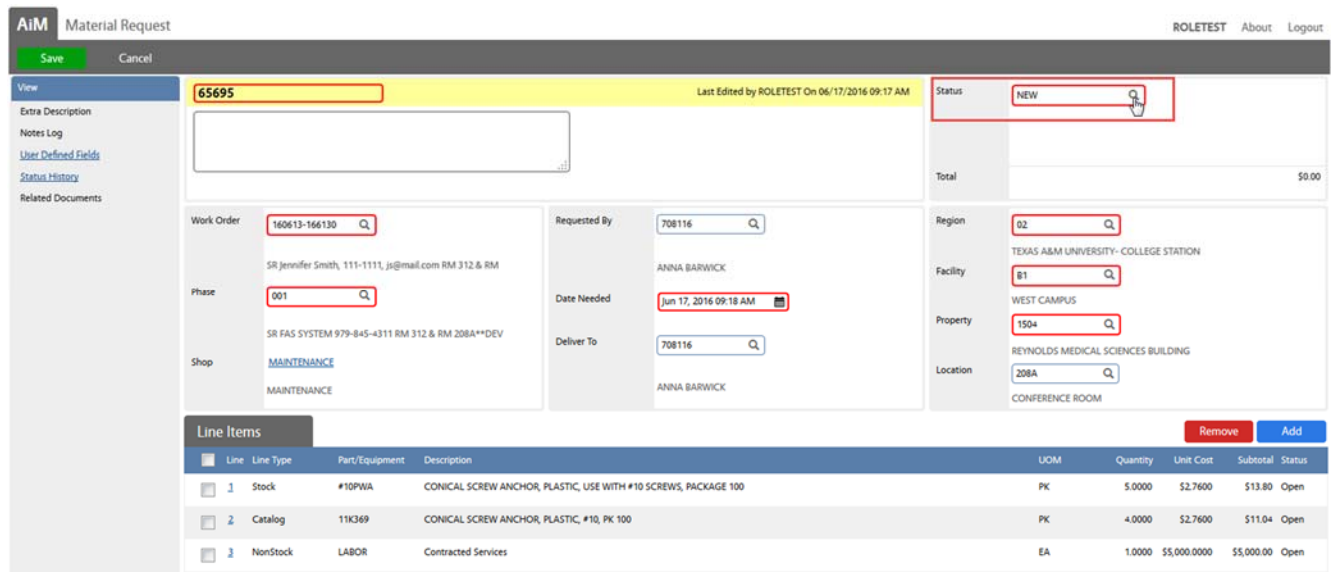 AiM Material Request ROLETEST About Logout
Save Cancel
View
Extra Description
Notes Log
User Defined Fields
Status History
Related Documents
65695 Last Edited by ROLETEST On 06/17/2016 09:17 AM
Status NEW
Total $0.00
Work Order 160613-166130
SR Jennifer Smith, 111-1111, js@mail.com RM 312 & RM
Phase 001
SR FAS SYSTEM 979-845-4311 RM 312 & RM 208A**DEV
Shop MAINTENANCE
MAINTENANCE
Requested By 708116
ANNA BARWICK
Date Needed Jun 17, 2016 09:18 AM
Deliver To 708116
ANNA BARWICK
Region 02
TEXAS A&M UNIVERSITY- COLLEGE STATION
Facility B1
WEST CAMPUS
Property 1504
REYNOLDS MEDICAL SCIENCES BUILDING
Location 208A
CONFERENCE ROOM
Line Items Remove Add
Line Line Type Part/Equipment Description UOM Quantity Unit Cost Subtotal Status
1 Stock #10PWA CONICAL SCREW ANCHOR, PLASTIC, USE WITH #10 SCREWS, PACKAGE 100 PK 5.0000 $2.7600 $13.80 Open
2 Catalog 11K369 CONICAL SCREW ANCHOR, PLASTIC, #10, PK 100 PK 4.0000 $2.7600 $11.04 Open
3 NonStock LABOR Contracted Services EA 1.0000 $5,000.0000 $5,000.00 Open